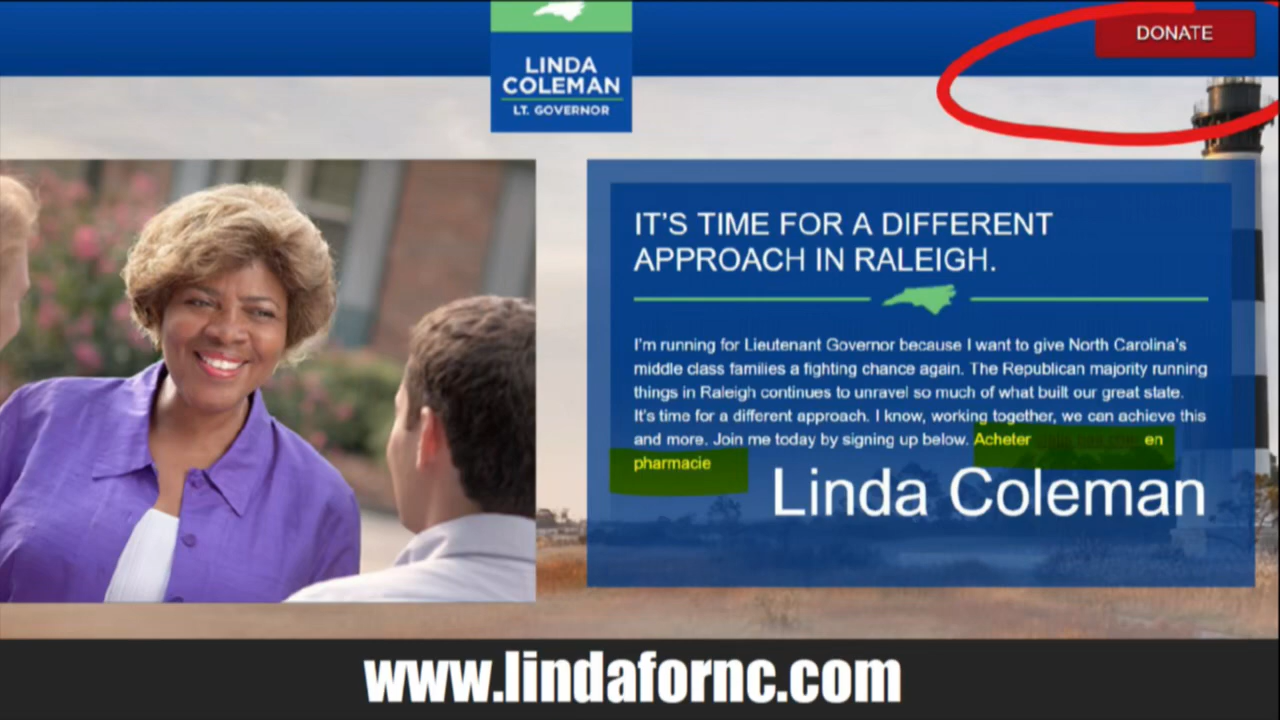 DONATE
LINDA
COLEMAN
LT. GOVERNOR
IT'S TIME FOR A DIFFERENT
APPROACH IN RALEIGH.
I'm running for Lieutenant Governor because I want to give North Carolina's
middle class families a fighting chance again. The Republican majority running
things in Raleigh continues to unravel so much of what built our great state.
It's time for a different approach. I know, working together, we can achieve this
and more. Join me today by signing up below. Acheter en
pharmacie
Linda Coleman
www.lindafornc.com